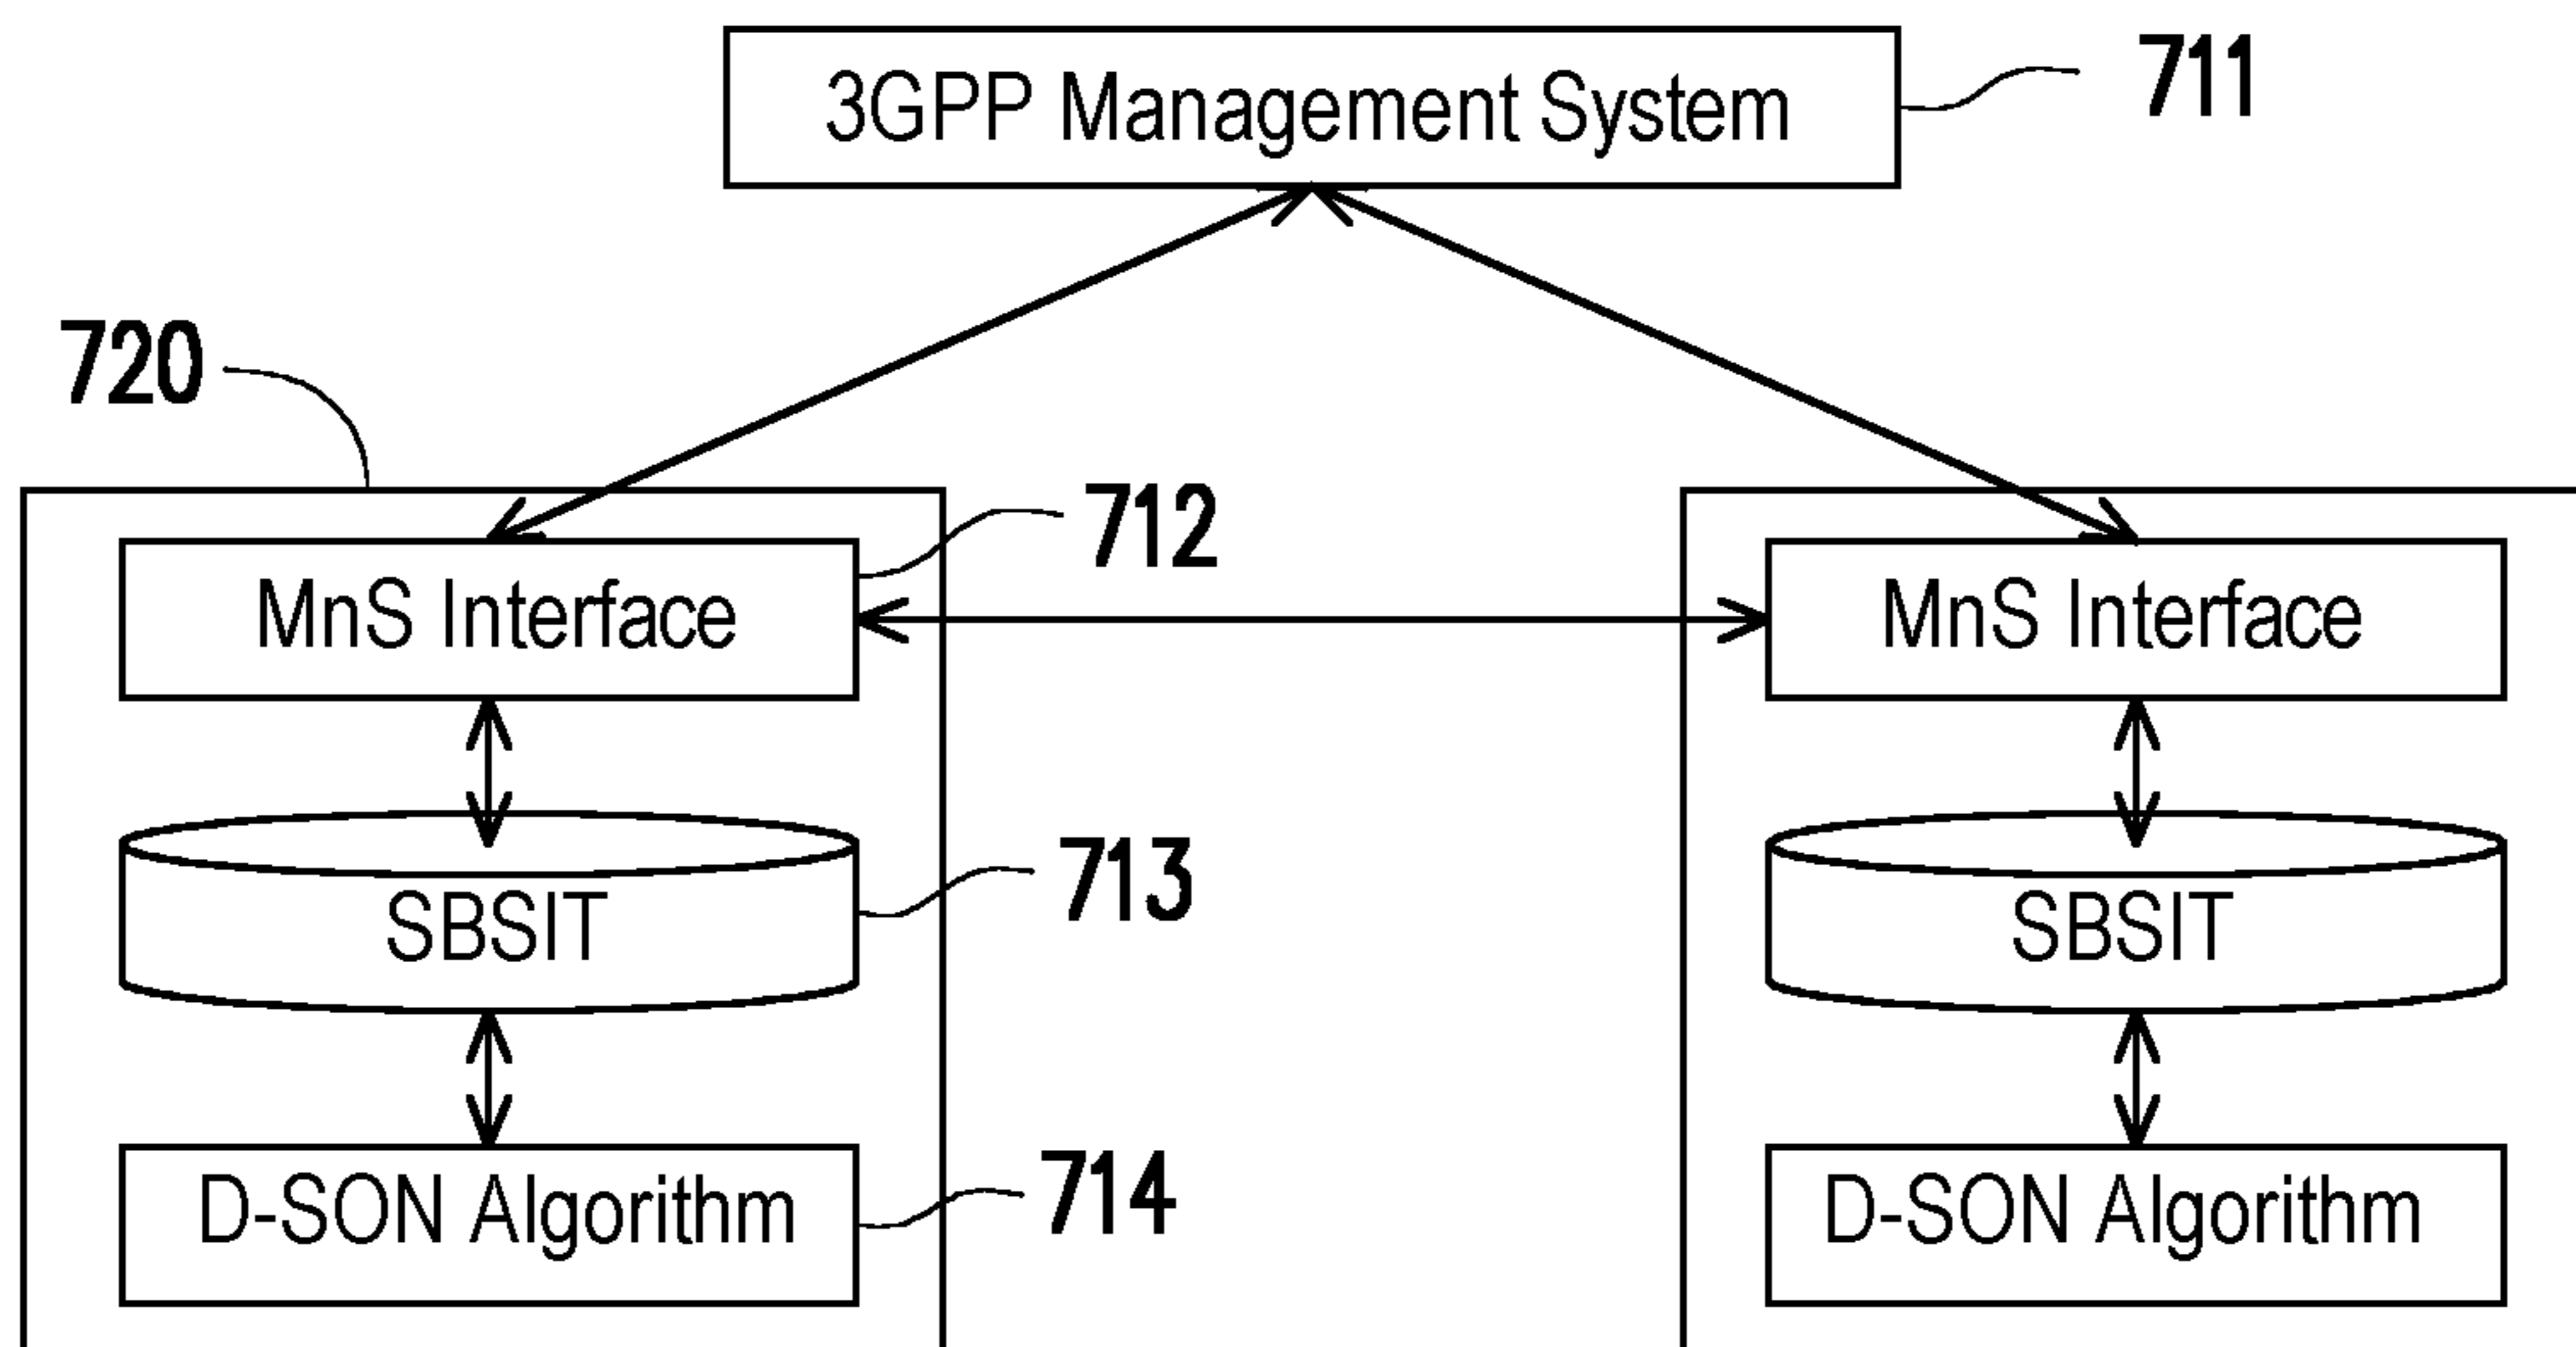 3GPP Management System
711
720
712
MnS Interface
MnS Interface
713
SBSIT
SBSIT
714
D-SON Algorithm
D-SON Algorithm